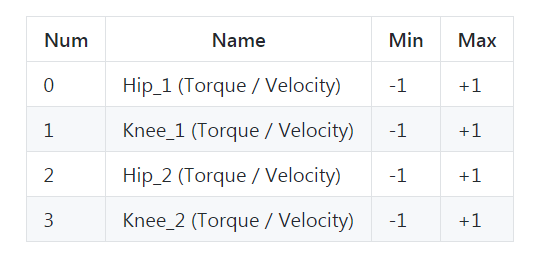 Num Name Min Max
0 Hip_1 (Torque / Velocity) -1 +1
1 Knee_1 (Torque / Velocity) -1 +1
2 Hip_2 (Torque / Velocity) -1 +1
3 Knee_2 (Torque / Velocity) -1 +1